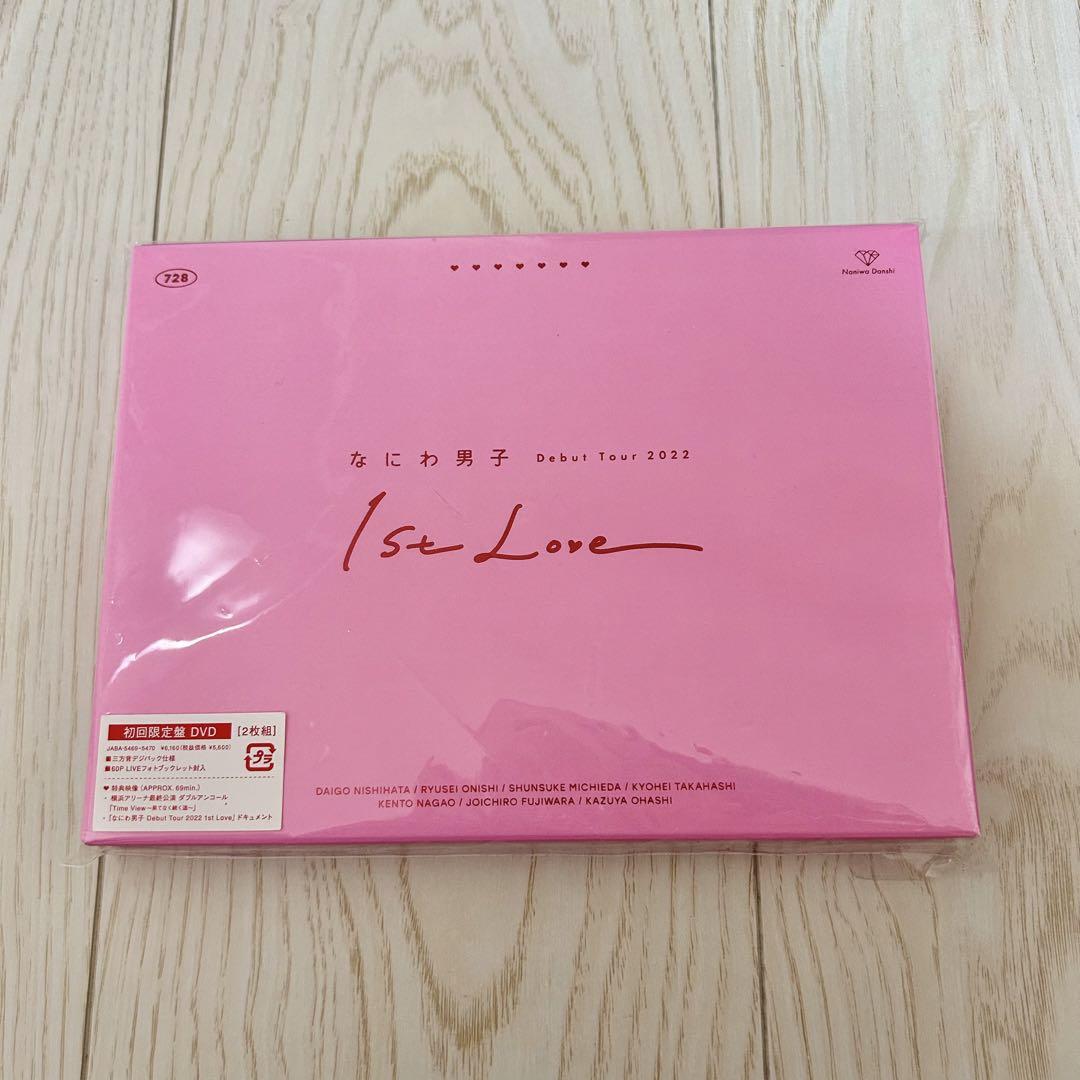 728
Naniwa Danshi
なにわ男子 Debut Tour 2022
1st Love
初回限定盤 DVD [2枚組]
JABA-5469~5470 ¥6,160(税抜価格 ¥5,600)
■三方背デジパック仕様
■60P LIVEフォトブックレット封入
プラ
♥ 特典映像 (APPROX. 69min.)
・横浜アリーナ最終公演 ダブルアンコール
「Time View~果てなく続く道~」
・「なにわ男子 Debut Tour 2022 1st Love」ドキュメント
DAIGO NISHIHATA / RYUSEI ONISHI / SHUNSUKE MICHIEDA / KYOHEI TAKAHASHI
KENTO NAGAO / JOICHIRO FUJIWARA / KAZUYA OHASHI